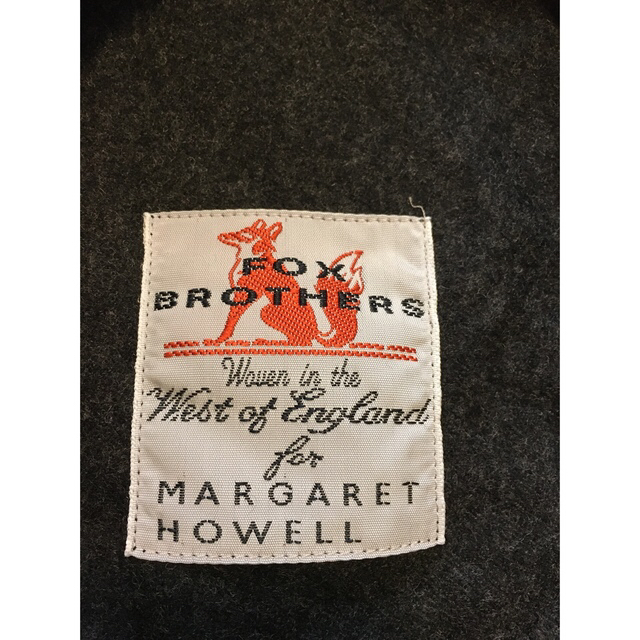 FOX
BROTHERS
Woven in the
West of England
for
MARGARET
HOWELL